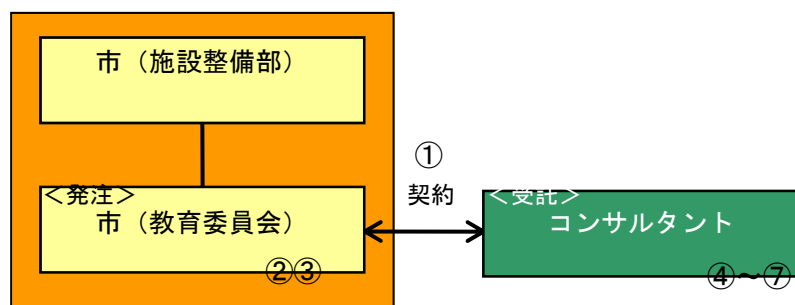 市（施設整備部）
①
契約
＜発注＞
市（教育委員会）
②③
＜受託＞
コンサルタント
④～⑦